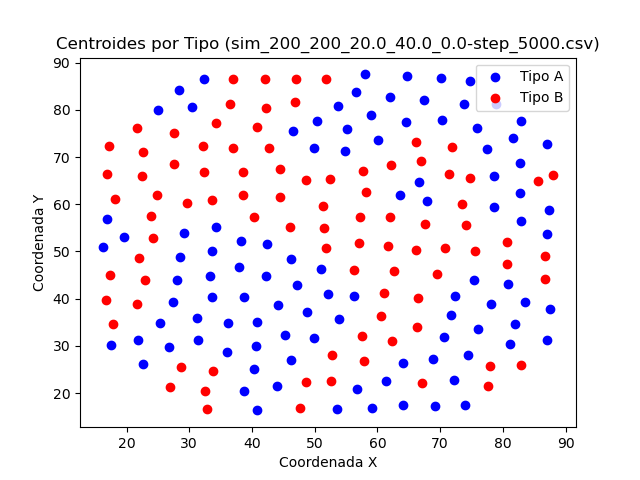 Centroides por Tipo (sim_200_200_20.0_40.0_0.0-step_5000.csv)
Tipo A
Tipo B
90
80
70
60
50
40
30
20
Coordenada Y
20 30 40 50 60 70 80 90
Coordenada X